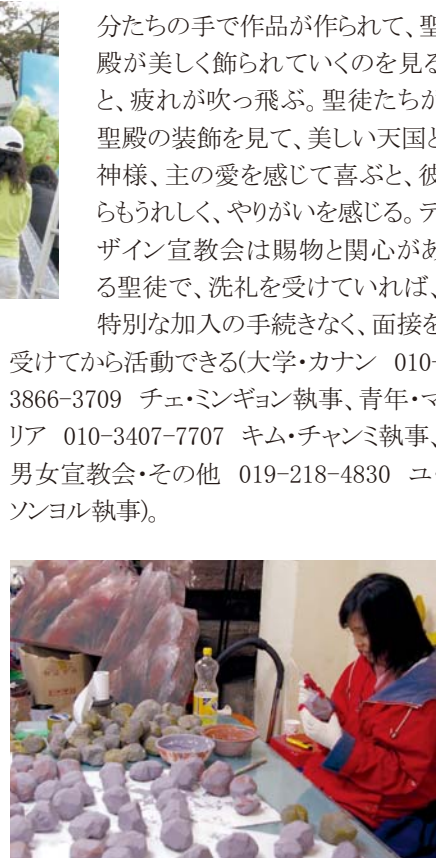 分たちの手で作品が作られて、聖
殿が美しく飾られていくのを見る
と、疲れが吹っ飛ぶ。聖徒たちが
聖殿の装飾を見て、美しい天国と
神様、主の愛を感じて喜ぶと、彼
らもうれしく、やりがいを感じる。デ
ザイン宣教会は賜物と関心があ
る聖徒で、洗礼を受けていれば、
特別な加入の手続きなく、面接を
受けてから活動できる(大学・カナン 010-
3866-3709 チェ・ミンギョン執事、青年・マ
リア 010-3407-7707 キム・チャンミ執事、
男女宣教会・その他 019-218-4830 ユ・
ソンヨル執事)。